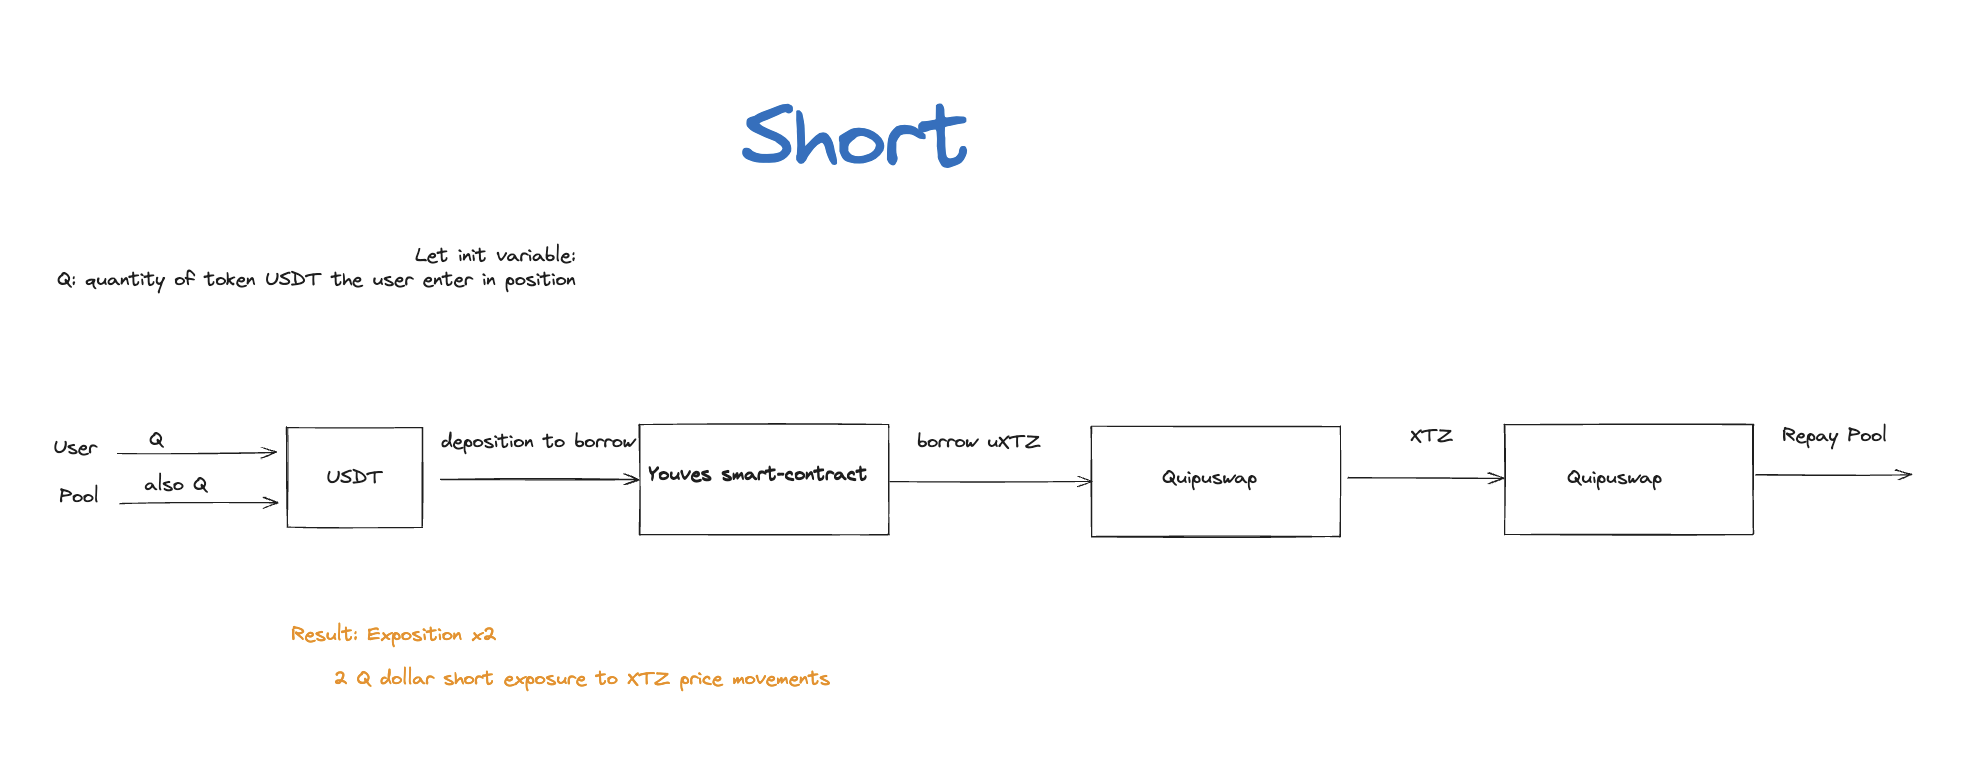 Short
Let init variable:
Q: quantity of token USDT the user enter in position
User
Q
Pool
also Q
USDT
deposition to borrow
Youves smart-contract
borrow uXTZ
Quipuswap
XTZ
Quipuswap
Repay Pool
Result: Exposition x2
2 Q dollar short exposure to XTZ price movements